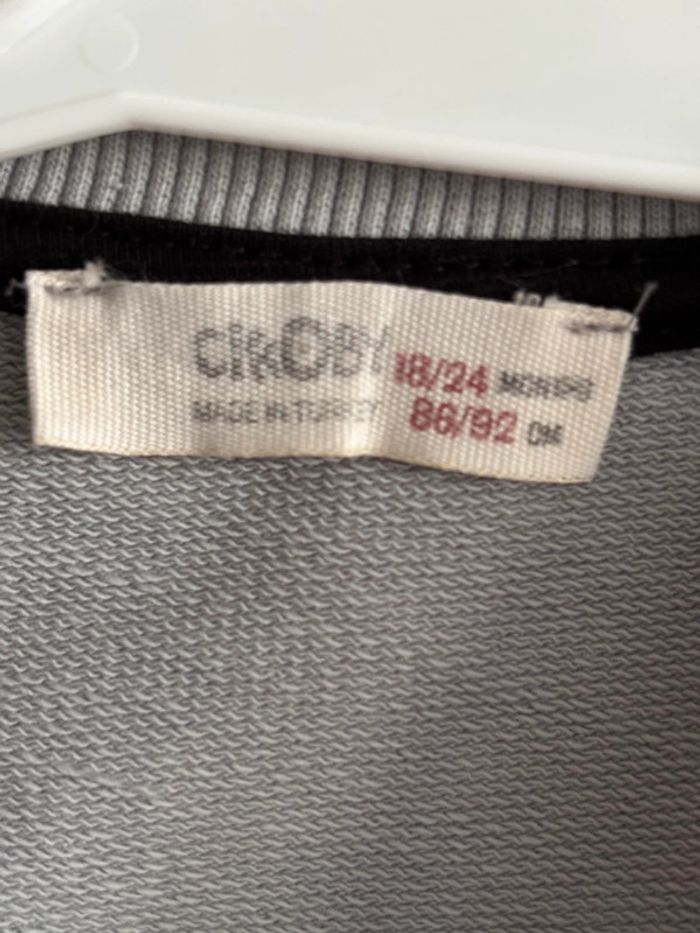 CikOBY
18/24 MONTHS
MADE IN TURKEY
86/92 CM